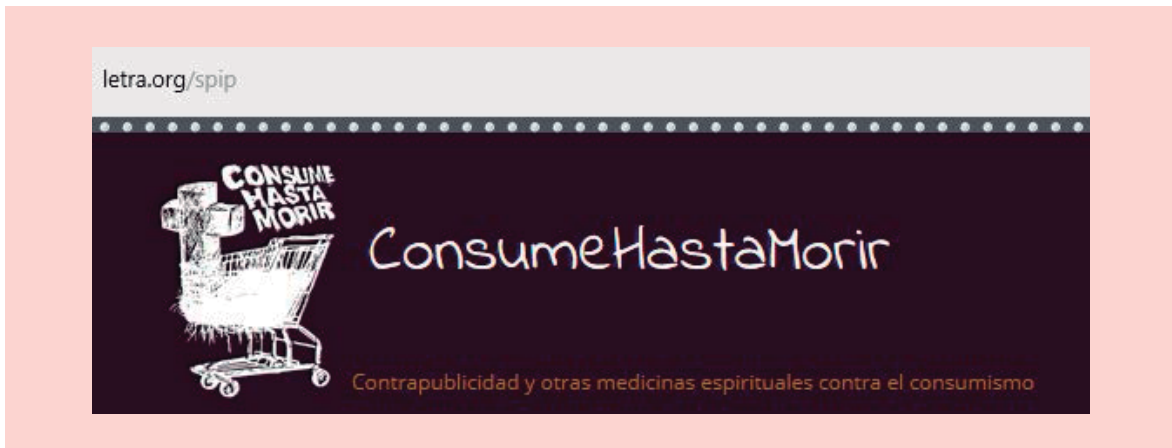 letra.org/spip
CONSUME
HASTA
MORIR
ConsumeHastaMorir
Contrapublicidad y otras medicinas espirituales contra el consumismo